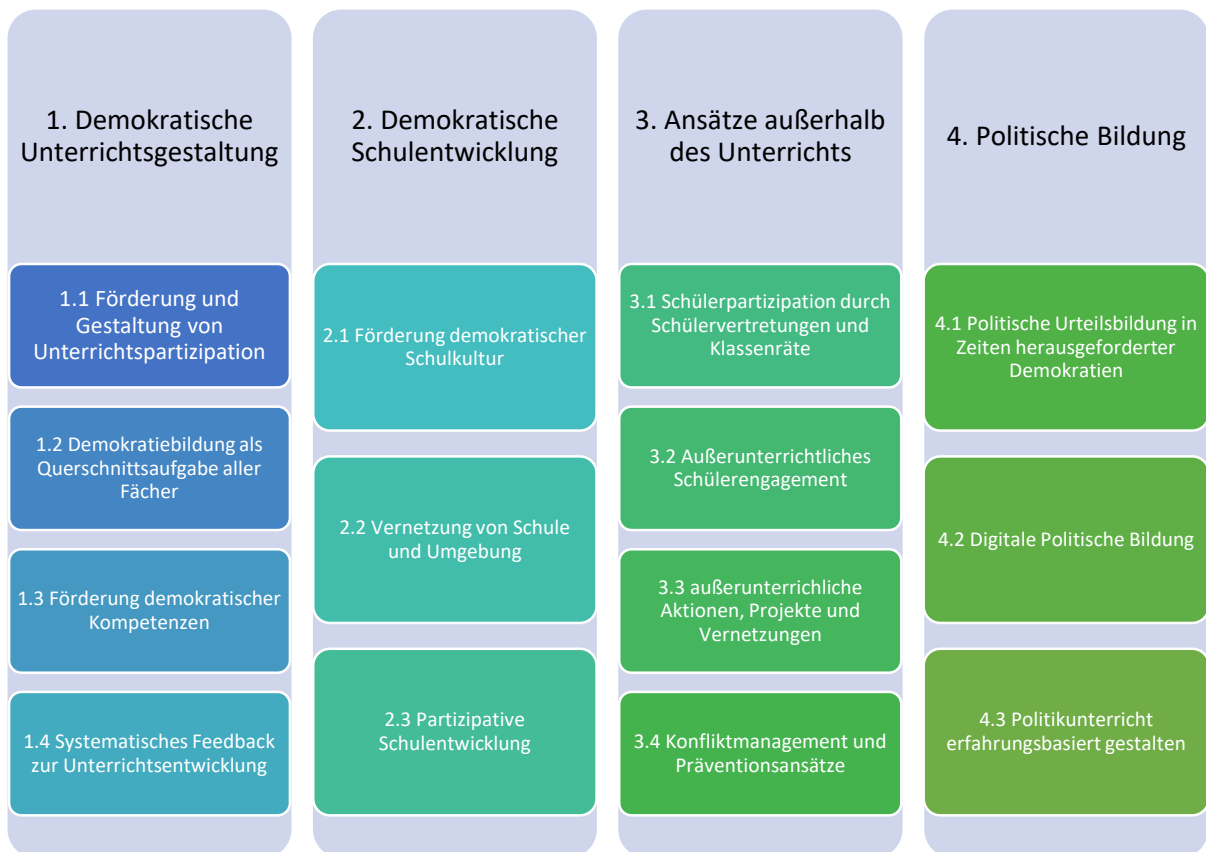 1. Demokratische
Unterrichtsgestaltung
1.1 Förderung und
Gestaltung von
Unterrichtspartizipation
1.2 Demokratiebildung als
Querschnittsaufgabe aller
Fächer
1.3 Förderung demokratischer
Kompetenzen
1.4 Systematisches Feedback
zur Unterrichtsentwicklung
2. Demokratische
Schulentwicklung
2.1 Förderung demokratischer
Schulkultur
2.2 Vernetzung von Schule
und Umgebung
2.3 Partizipative
Schulentwicklung
3. Ansätze außerhalb
des Unterrichts
3.1 Schülerpartizipation durch
Schülervertretungen und
Klassenräte
3.2 Außerunterrichtliches
Schülerengagement
3.3 außerunterrichliche
Aktionen, Projekte und
Vernetzungen
3.4 Konfliktmanagement und
Präventionsansätze
4. Politische Bildung
4.1 Politische Urteilsbildung in
Zeiten herausgeforderter
Demokratien
4.2 Digitale Politische Bildung
4.3 Politikunterricht
erfahrungsbasiert gestalten